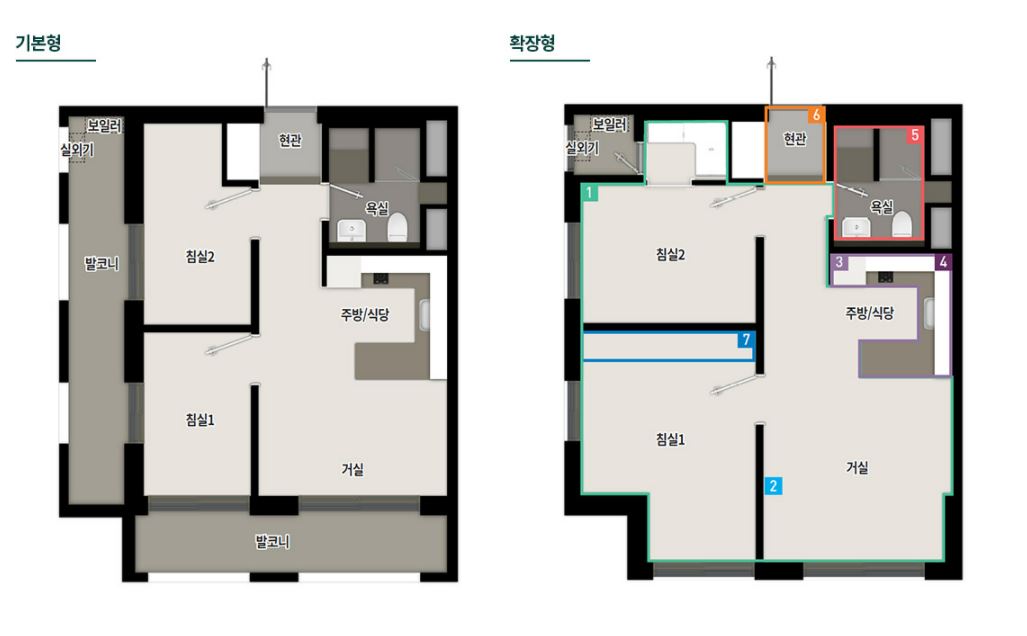 기본형
보일러
실외기
현관
욕실
침실2
발코니
주방/식당
침실1
거실
발코니
확장형
보일러
실외기
현관
6
5
1
욕실
침실2
3
4
주방/식당
7
침실1
거실
2